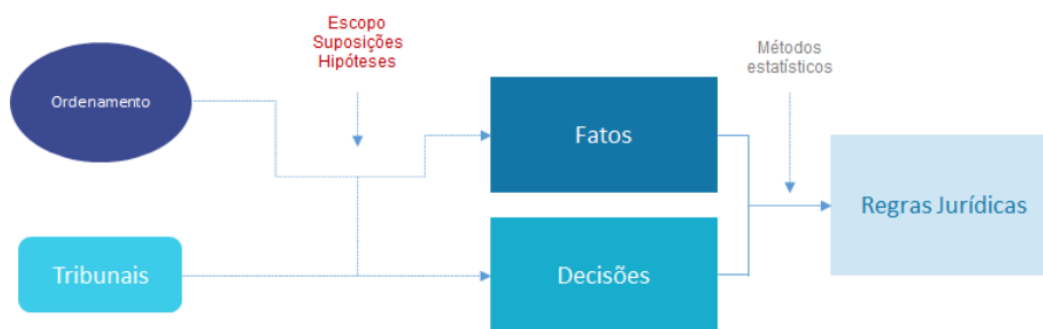 Escopo
Suposições
Hipóteses
Métodos
estatísticos
Ordenamento
Fatos
Regras Jurídicas
Tribunais
Decisões